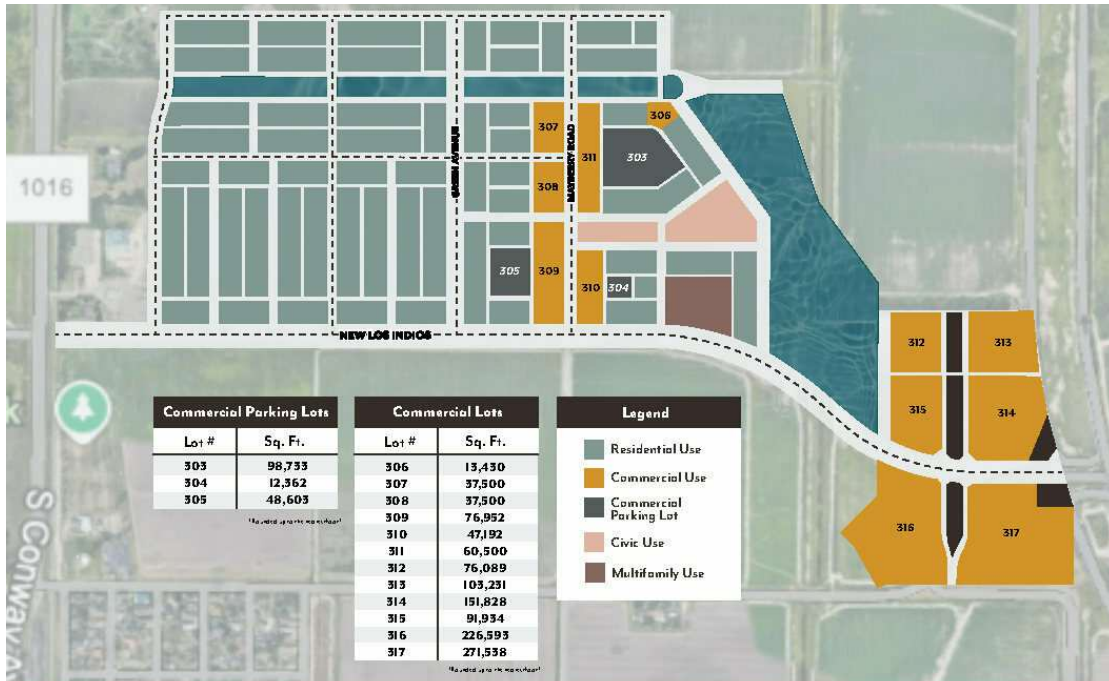 1016
S Conway A
GREEN AVENUE
MAYBERRY ROAD
NEW LOS INDIOS
306
307
311
303
308
305
309
310
304
312
313
315
314
316
317
Commercial Parking Lots
Lot # Sq. Ft.
303 98,733
304 12,362
305 48,603
Commercial Lots
Lot # Sq. Ft.
306 13,430
307 37,500
308 37,500
309 76,952
310 47,192
311 60,500
312 76,089
313 103,231
314 151,828
315 91,934
316 226,593
317 271,538
Legend
Residential Use
Commercial Use
Commercial
Parking Lot
Civic Use
Multifamily Use